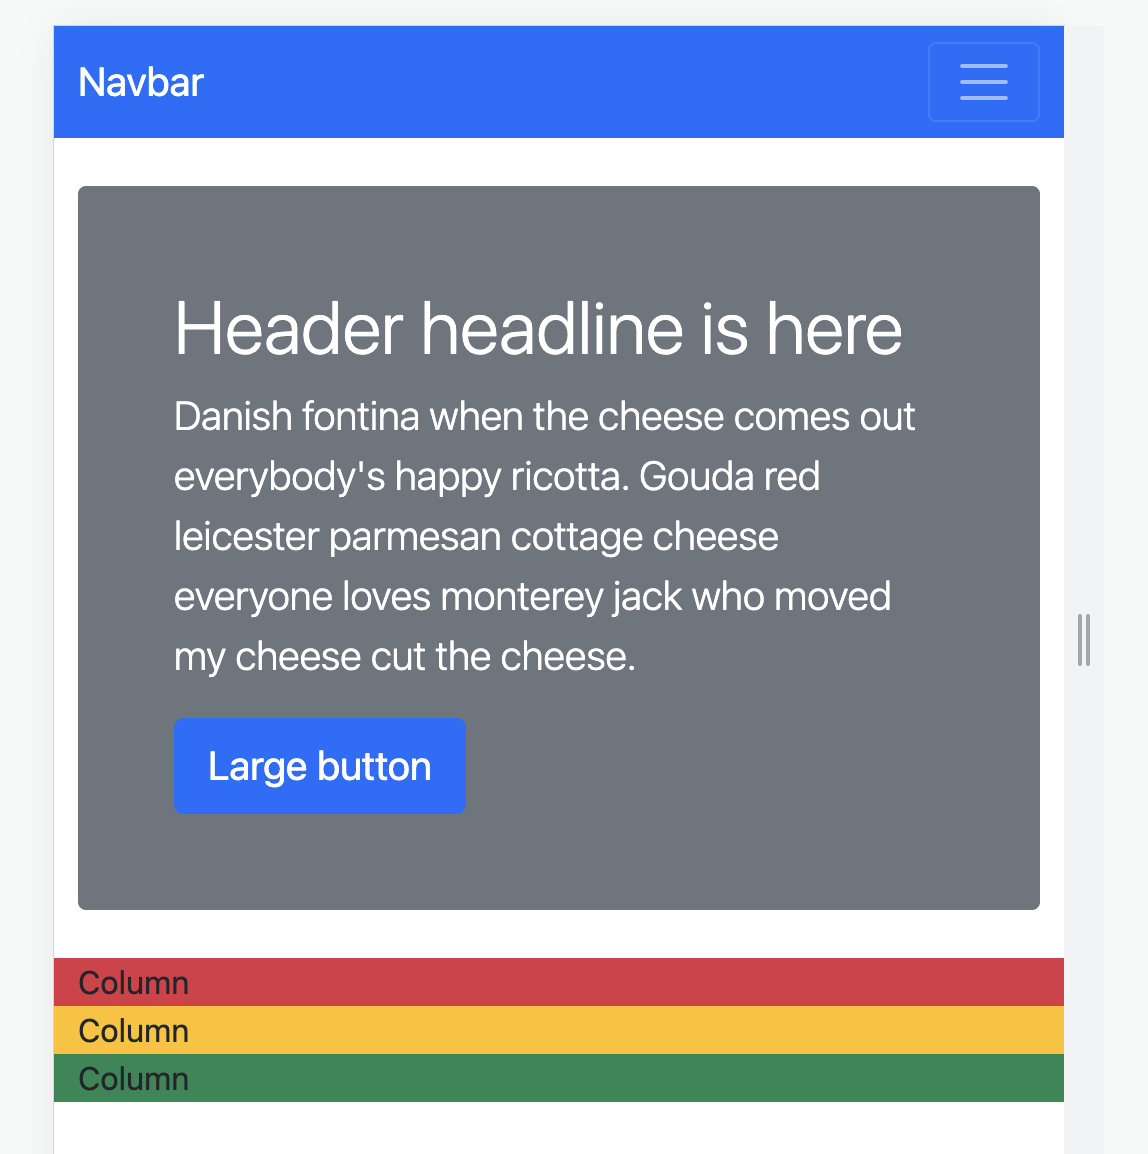 Navbar
Header headline is here
Danish fontina when the cheese comes out
everybody's happy ricotta. Gouda red
leicester parmesan cottage cheese
everyone loves monterey jack who moved
my cheese cut the cheese.
Large button
Column
Column
Column